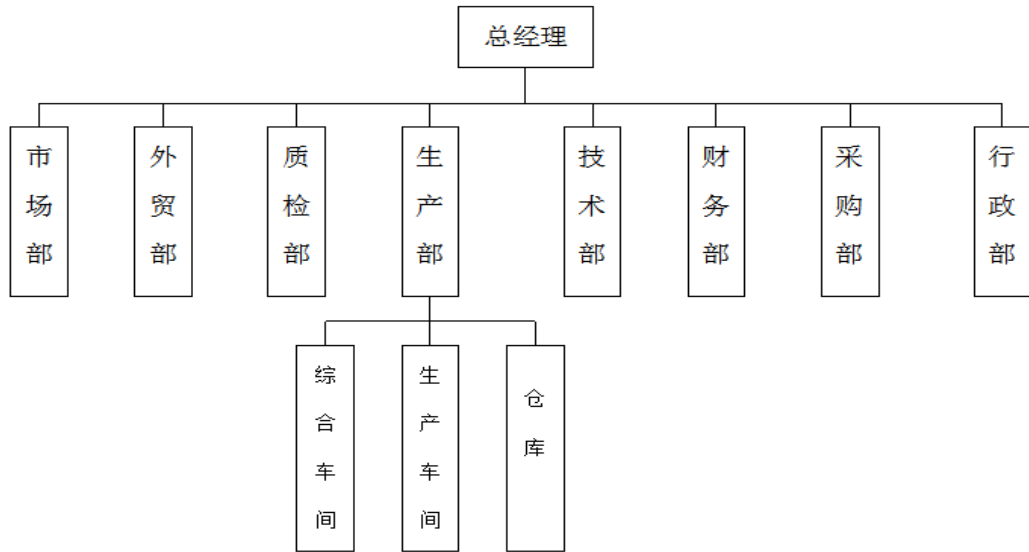 总经理
市场部
外贸部
质检部
生产部
技术部
财务部
采购部
行政部
综合车间
生产车间
仓库